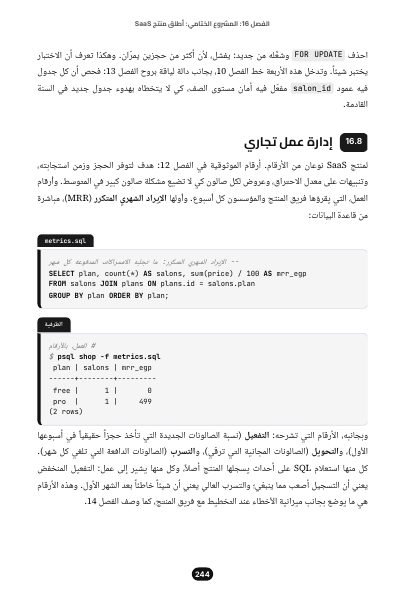 الفصل 16: المشروع الختامي: أطلق منتج SaaS
احذف FOR UPDATE وشغّله من جديد: يفشل، لأن أكثر من حجزين يمرّان. وهكذا تعرف أن الاختبار
يختبر شيئاً. وتدخل هذه الأربعة خط الفصل 10، بجانب دالة لياقة بروح الفصل 13: فحص أن كل جدول
فيه عمود salon_id مفعّل فيه أمان مستوى الصف، كي لا يتخطاه بهدوء جدول جديد في السنة
القادمة.
16.8 إدارة عمل تجاري
لمنتج SaaS نوعان من الأرقام. أرقام الموثوقية في الفصل 12: هدف لتوفر الحجز وزمن استجابته،
وتنبيهات على معدل الاحتراق، وعروض لكل صالون كي لا تضيع مشكلة صالون كبير في المتوسط. وأرقام
العمل، التي يقرؤها فريق المنتج والمؤسسون كل أسبوع. وأولها الإيراد الشهري المتكرر (MRR)، مباشرة
من قاعدة البيانات:
metrics.sql
-- الإيراد الشهري المتكرر: ما تجلبه الاشتراكات المدفوعة كل شهر
SELECT plan, count(*) AS salons, sum(price) / 100 AS mrr_egp
FROM salons JOIN plans ON plans.id = salons.plan
GROUP BY plan ORDER BY plan;
الطرفية
# العمل، بالأرقام
$ psql shop -f metrics.sql
plan | salons | mrr_egp
------+--------+---------
free | 1 | 0
pro | 1 | 499
(2 rows)
وبجانبه، الأرقام التي تشرحه: التفعيل (نسبة الصالونات الجديدة التي تأخذ حجزاً حقيقياً في أسبوعها
الأول)، والتحويل (الصالونات المجانية التي ترقّي)، والتسرب (الصالونات الدافعة التي تلغي كل شهر).
كل منها استعلام SQL على أحداث يسجلها المنتج أصلاً، وكل منها يشير إلى عمل: التفعيل المنخفض
يعني أن التسجيل أصعب مما ينبغي؛ والتسرب العالي يعني أن شيئاً خاطئاً بعد الشهر الأول. وهذه الأرقام
هي ما يوضع بجانب ميزانية الأخطاء عند التخطيط مع فريق المنتج، كما وصف الفصل 14.
244